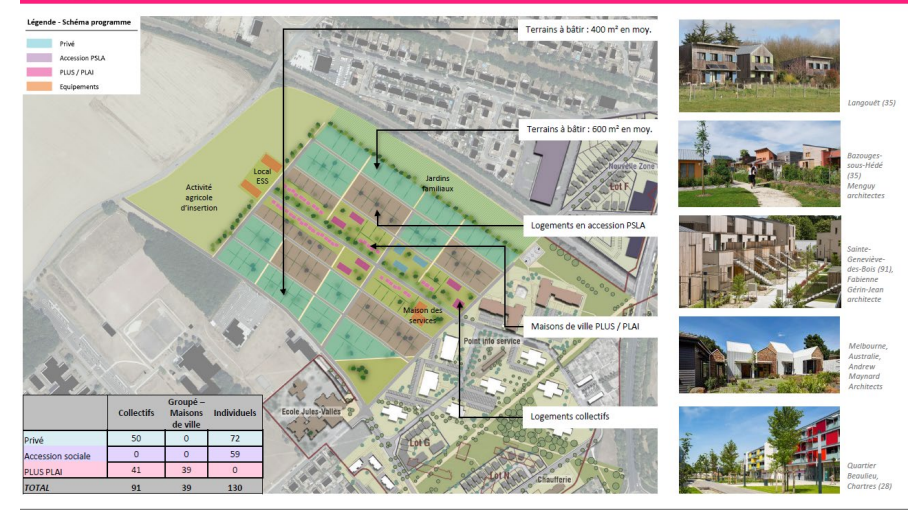 Légende - Schéma programme
Privé
Accession PSLA
PLUS / PLAI
Equipements
Terrains à bâtir : 400 m² en moy.
Terrains à bâtir : 600 m² en moy.
Logements en accession PSLA
Maisons de ville PLUS / PLAI
Logements collectifs
Activité
agricole
d'insertion
Local
ESS
Jardins
familiaux
Maison des
services
Nouvelle Zone
Lot F
Point info service
Ecole Jules-Vallès
Lot G
Lot H
Chaufferie
Collectifs
Groupé –
Maisons
de ville
Individuels
Privé 50 0 72
Accession sociale 0 0 59
PLUS PLAI 41 39 0
TOTAL 91 39 130
Langouët (35)
Bazouges-
sous-Hédé
(35)
Menguy
architectes
Sainte-
Geneviève-
des-Bois (91),
Fabienne
Gérin-Jean
architecte
Melbourne,
Australie,
Andrew
Maynard
Architects
Quartier
Beaulieu,
Chartres (28)